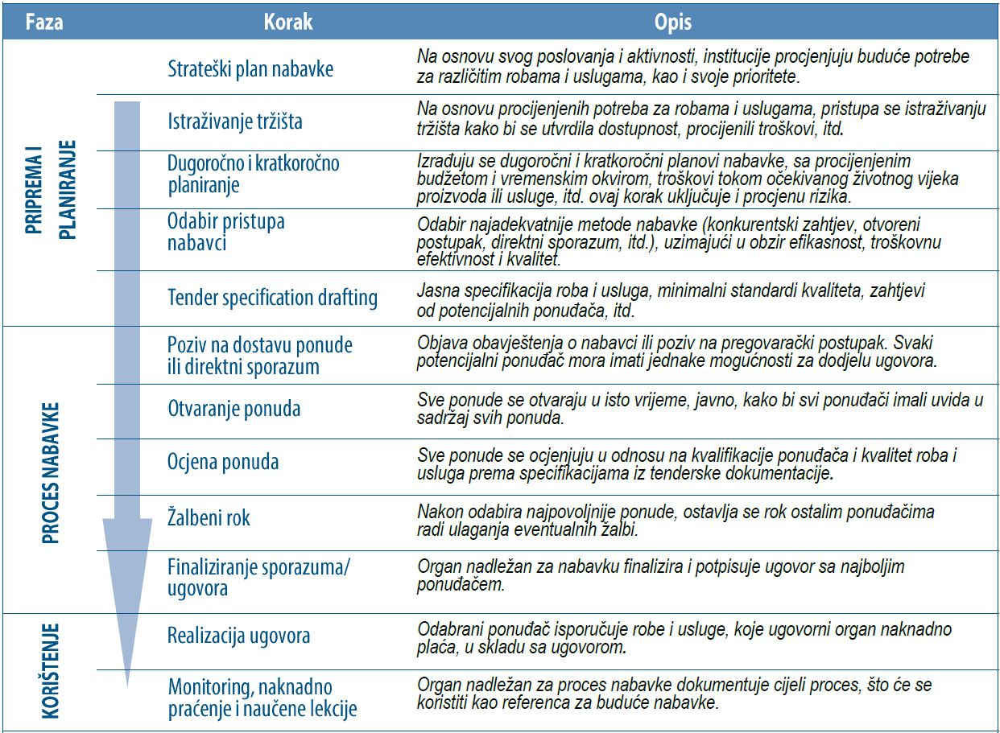 Faza
Korak
Opis
PRIPREMA I
PLANIRANJE
Strateški plan nabavke
Na osnovu svog poslovanja i aktivnosti, institucije procjenjuju buduće potrebe
za različitim robama i uslugama, kao i svoje prioritete.
Istraživanje tržišta
Na osnovu procijenjenih potreba za robama i uslugama, pristupa se istraživanju
tržišta kako bi se utvrdila dostupnost, procijenili troškovi, itd.
Dugoročno i kratkoročno
planiranje
Izrađuju se dugoročni i kratkoročni planovi nabavke, sa procijenjenim
budžetom i vremenskim okvirom, troškovi tokom očekivanog životnog vijeka
proizvoda ili usluge, itd. ovaj korak uključuje i procjenu rizika.
Odabir pristupa
nabavci
Odabir najadekvatnije metode nabavke (konkurentski zahtjev, otvoreni
postupak, direktni sporazum, itd.), uzimajući u obzir efikasnost, troškovnu
efektivnost i kvalitet.
Tender specification drafting
Jasna specifikacija roba i usluga, minimalni standardi kvaliteta, zahtjevi
od potencijalnih ponuđača, itd.
PROCES NABAVKE
Poziv na dostavu ponude
ili direktni sporazum
Objava obavještenja o nabavci ili poziv na pregovarački postupak. Svaki
potencijalni ponuđač mora imati jednake mogućnosti za dodjelu ugovora.
Otvaranje ponuda
Sve ponude se otvaraju u isto vrijeme, javno, kako bi svi ponuđači imali uvida u
sadržaj svih ponuda.
Ocjena ponuda
Sve ponude se ocjenjuju u odnosu na kvalifikacije ponuđača i kvalitet roba i
usluga prema specifikacijama iz tenderske dokumentacije.
Žalbeni rok
Nakon odabira najpovoljnije ponude, ostavlja se rok ostalim ponuđačima
radi ulaganja eventualnih žalbi.
Finaliziranje sporazuma/
ugovora
Organ nadležan za nabavku finalizira i potpisuje ugovor sa najboljim
ponuđačem.
KORIŠTENJE
Realizacija ugovora
Odabrani ponuđač isporučuje robe i usluge, koje ugovorni organ naknadno
plaća, u skladu sa ugovorom.
Monitoring, naknadno
praćenje i naučene lekcije
Organ nadležan za proces nabavke dokumentuje cijeli proces, što će se
koristiti kao referenca za buduće nabavke.